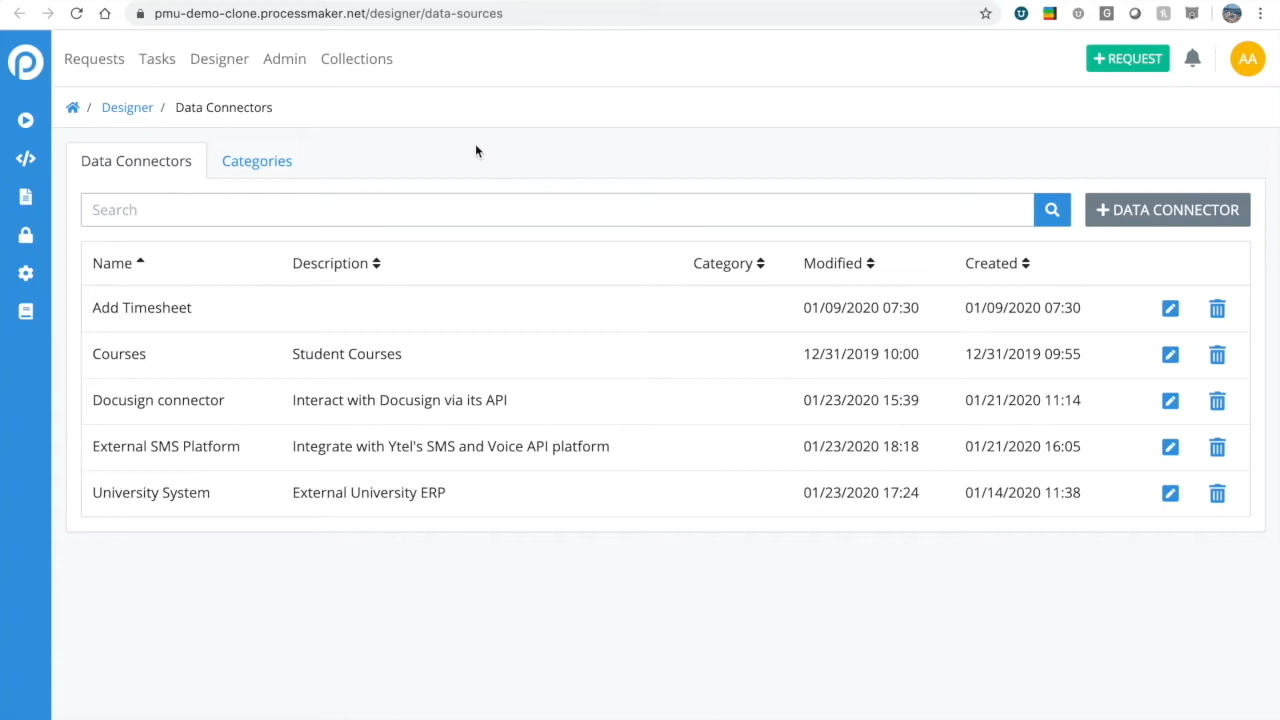 pmu-demo-clone.processmaker.net/designer/data-sources
Requests Tasks Designer Admin Collections
+ REQUEST
AA
/ Designer / Data Connectors
Data Connectors Categories
Search
+ DATA CONNECTOR
Name Description Category Modified Created
Add Timesheet 01/09/2020 07:30 01/09/2020 07:30
Courses Student Courses 12/31/2019 10:00 12/31/2019 09:55
Docusign connector Interact with Docusign via its API 01/23/2020 15:39 01/21/2020 11:14
External SMS Platform Integrate with Ytel's SMS and Voice API platform 01/23/2020 18:18 01/21/2020 16:05
University System External University ERP 01/23/2020 17:24 01/14/2020 11:38